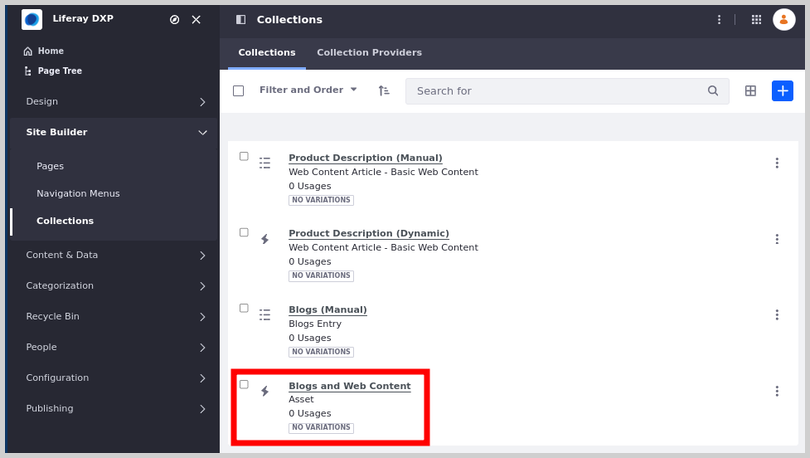 Liferay DXP
Home
Page Tree
Design
Site Builder
Pages
Navigation Menus
Collections
Content & Data
Categorization
Recycle Bin
People
Configuration
Publishing
Collections
Collections
Collection Providers
Filter and Order
Search for
Product Description (Manual)
Web Content Article - Basic Web Content
0 Usages
NO VARIATIONS
Product Description (Dynamic)
Web Content Article - Basic Web Content
0 Usages
NO VARIATIONS
Blogs (Manual)
Blogs Entry
0 Usages
NO VARIATIONS
Blogs and Web Content
Asset
0 Usages
NO VARIATIONS